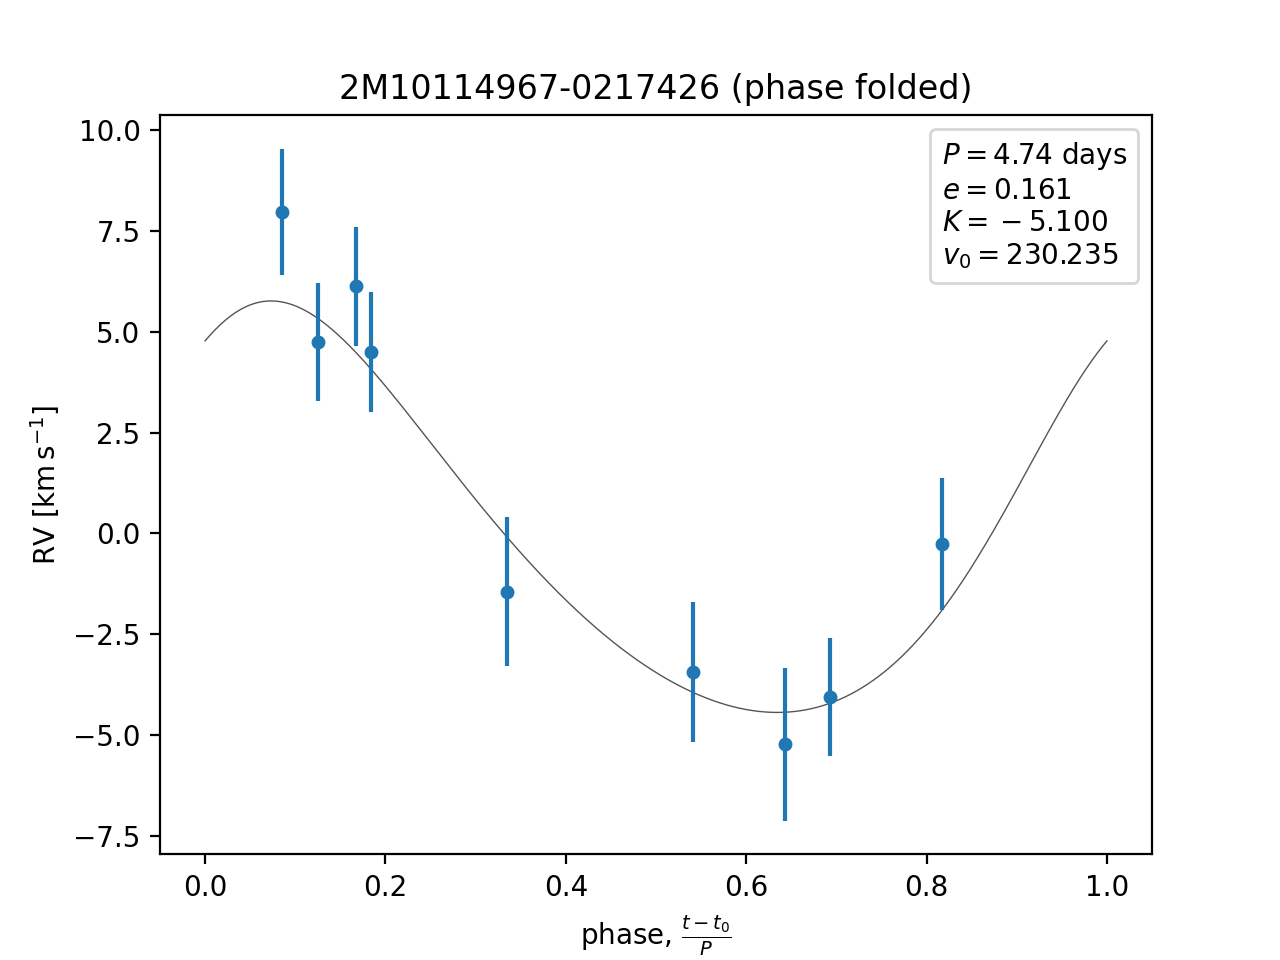 2M10114967-0217426 (phase folded)
P = 4.74 days
e = 0.161
K = −5.100
v₀ = 230.235
RV [km s⁻¹]
10.0
7.5
5.0
2.5
0.0
−2.5
−5.0
−7.5
0.0 0.2 0.4 0.6 0.8 1.0
phase, (t − t₀)/P